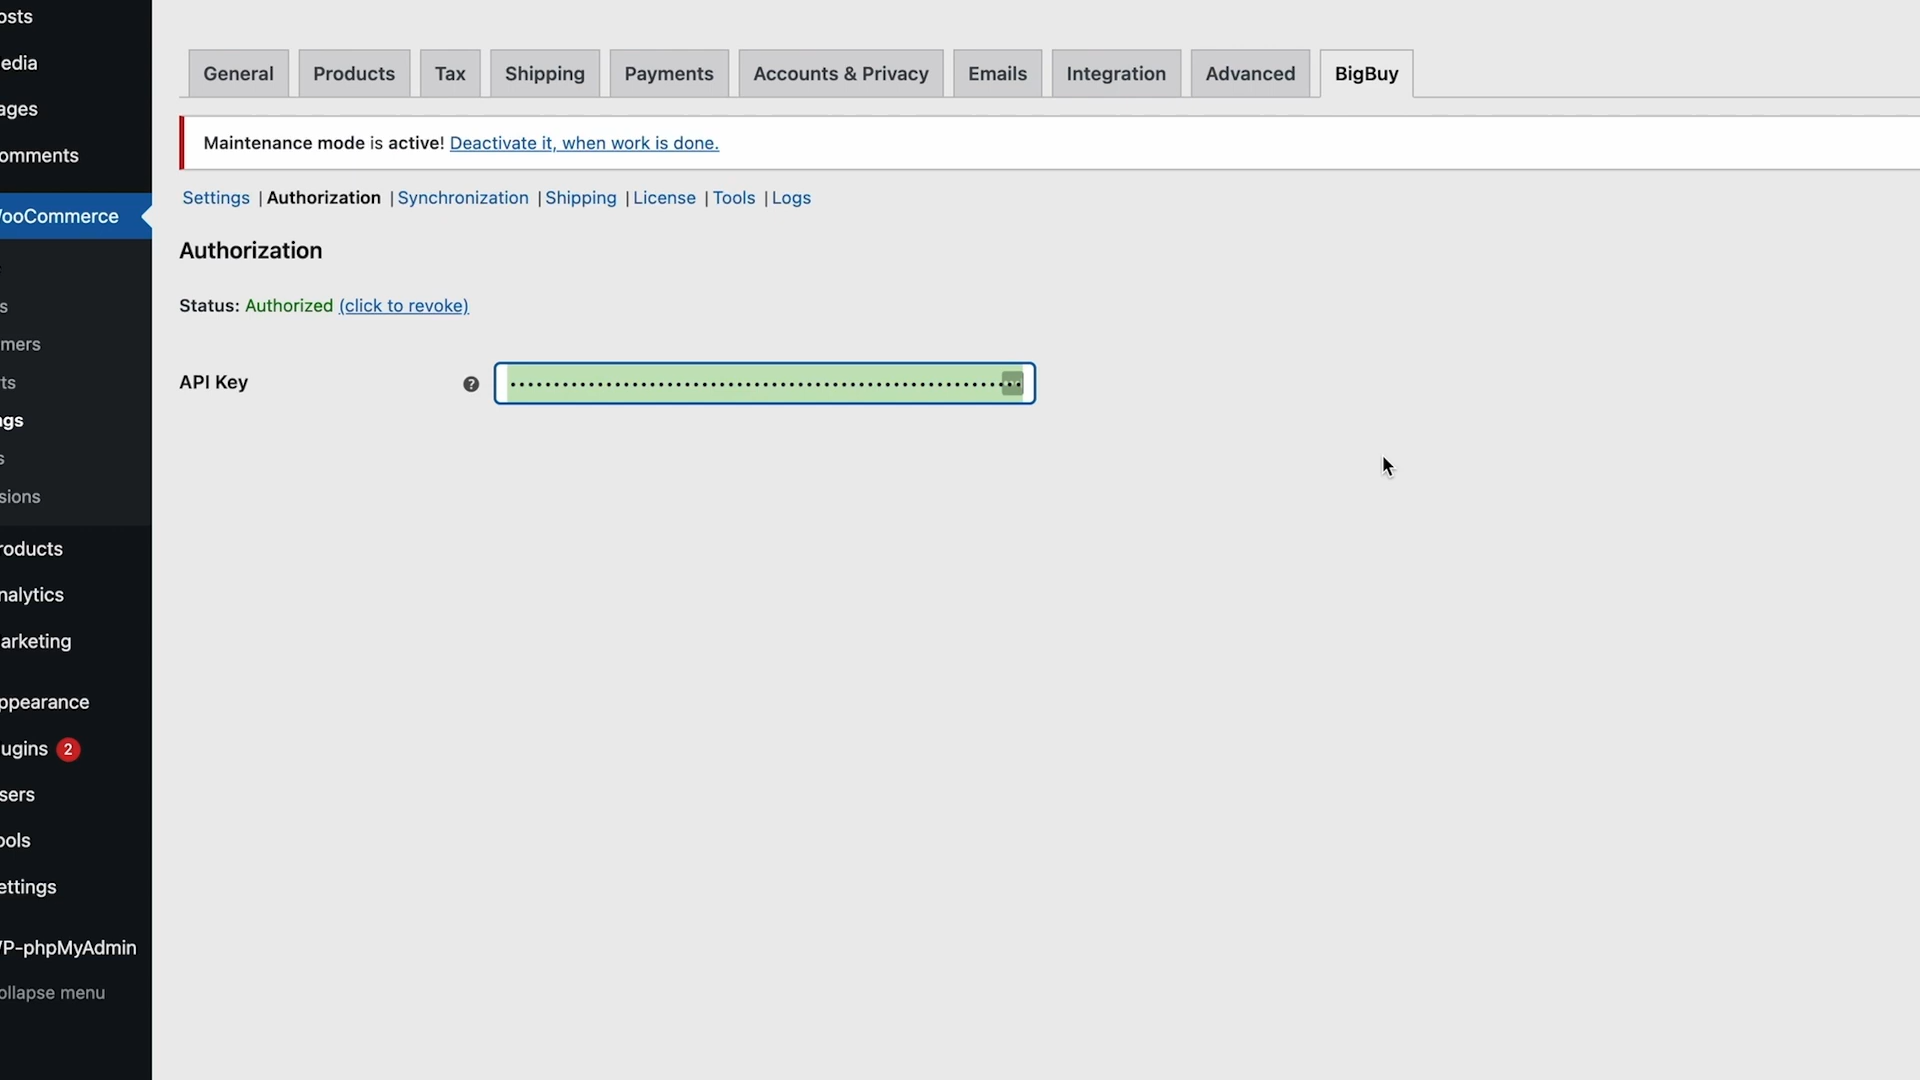 osts
edia
ages
omments
ooCommerce
s
mers
ts
ngs
s
sions
roducts
nalytics
arketing
ppearance
ugins 2
sers
ools
ettings
P-phpMyAdmin
ollapse menu
General Products Tax Shipping Payments Accounts & Privacy Emails Integration Advanced BigBuy
Maintenance mode is active! Deactivate it, when work is done.
Settings | Authorization | Synchronization | Shipping | License | Tools | Logs
Authorization
Status: Authorized (click to revoke)
API Key ?